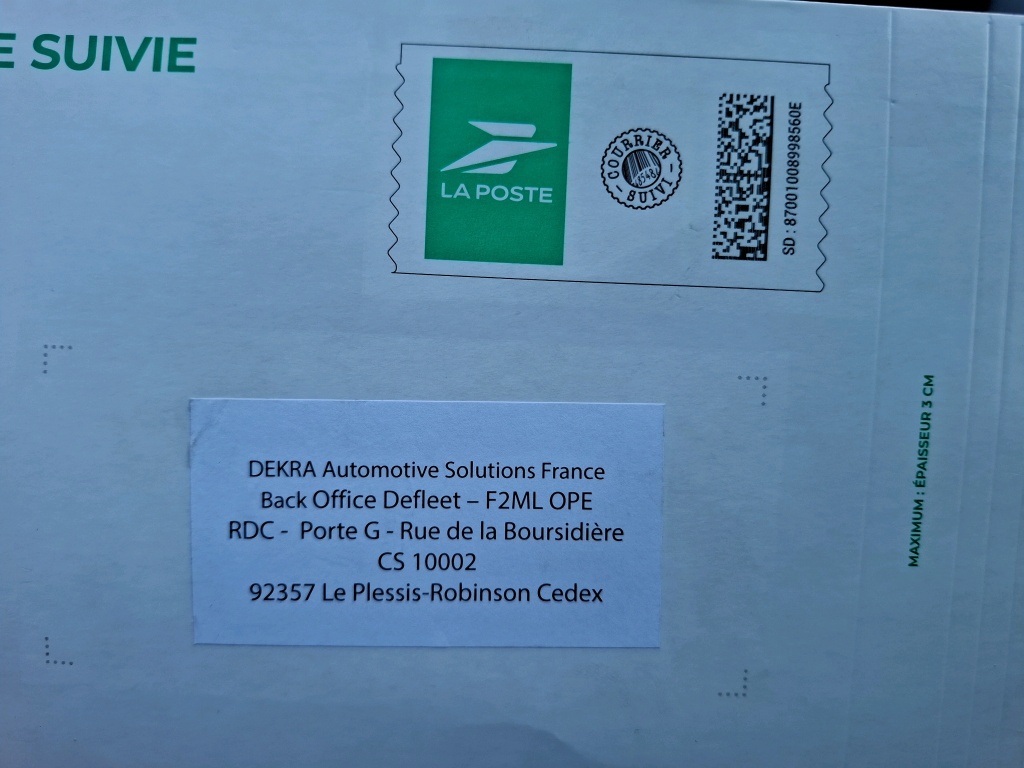 E SUIVIE
LA POSTE
COURRIER
SUIVI
SD : 87001008998560E
DEKRA Automotive Solutions France
Back Office Defleet – F2ML OPE
RDC - Porte G - Rue de la Boursidière
CS 10002
92357 Le Plessis-Robinson Cedex
MAXIMUM : ÉPAISSEUR 3 CM